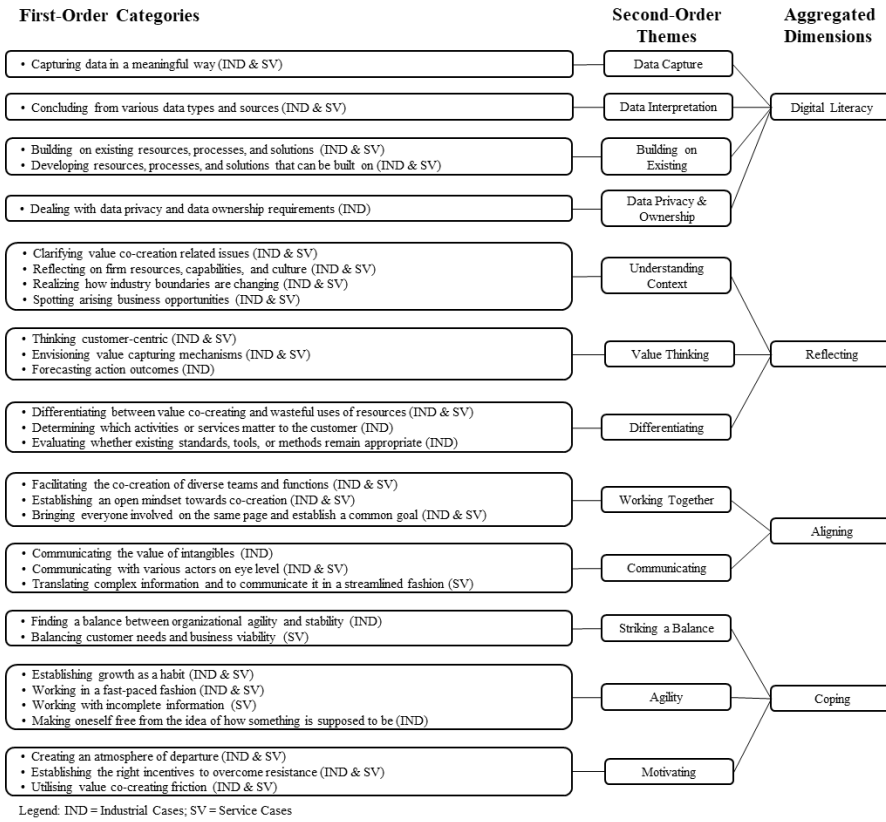 First-Order Categories
Second-Order
Themes
Aggregated
Dimensions
• Capturing data in a meaningful way (IND & SV)
Data Capture
• Concluding from various data types and sources (IND & SV)
Data Interpretation
Digital Literacy
• Building on existing resources, processes, and solutions (IND & SV)
• Developing resources, processes, and solutions that can be built on (IND & SV)
Building on
Existing
• Dealing with data privacy and data ownership requirements (IND)
Data Privacy &
Ownership
• Clarifying value co-creation related issues (IND & SV)
• Reflecting on firm resources, capabilities, and culture (IND & SV)
• Realizing how industry boundaries are changing (IND & SV)
• Spotting arising business opportunities (IND & SV)
Understanding
Context
• Thinking customer-centric (IND & SV)
• Envisioning value capturing mechanisms (IND & SV)
• Forecasting action outcomes (IND)
Value Thinking
Reflecting
• Differentiating between value co-creating and wasteful uses of resources (IND & SV)
• Determining which activities or services matter to the customer (IND)
• Evaluating whether existing standards, tools, or methods remain appropriate (IND)
Differentiating
• Facilitating the co-creation of diverse teams and functions (IND & SV)
• Establishing an open mindset towards co-creation (IND & SV)
• Bringing everyone involved on the same page and establish a common goal (IND & SV)
Working Together
Aligning
• Communicating the value of intangibles (IND)
• Communicating with various actors on eye level (IND & SV)
• Translating complex information and to communicate it in a streamlined fashion (SV)
Communicating
• Finding a balance between organizational agility and stability (IND)
• Balancing customer needs and business viability (SV)
Striking a Balance
• Establishing growth as a habit (IND & SV)
• Working in a fast-paced fashion (IND & SV)
• Working with incomplete information (SV)
• Making oneself free from the idea of how something is supposed to be (IND)
Agility
Coping
• Creating an atmosphere of departure (IND & SV)
• Establishing the right incentives to overcome resistance (IND & SV)
• Utilising value co-creating friction (IND & SV)
Motivating
Legend: IND = Industrial Cases; SV = Service Cases